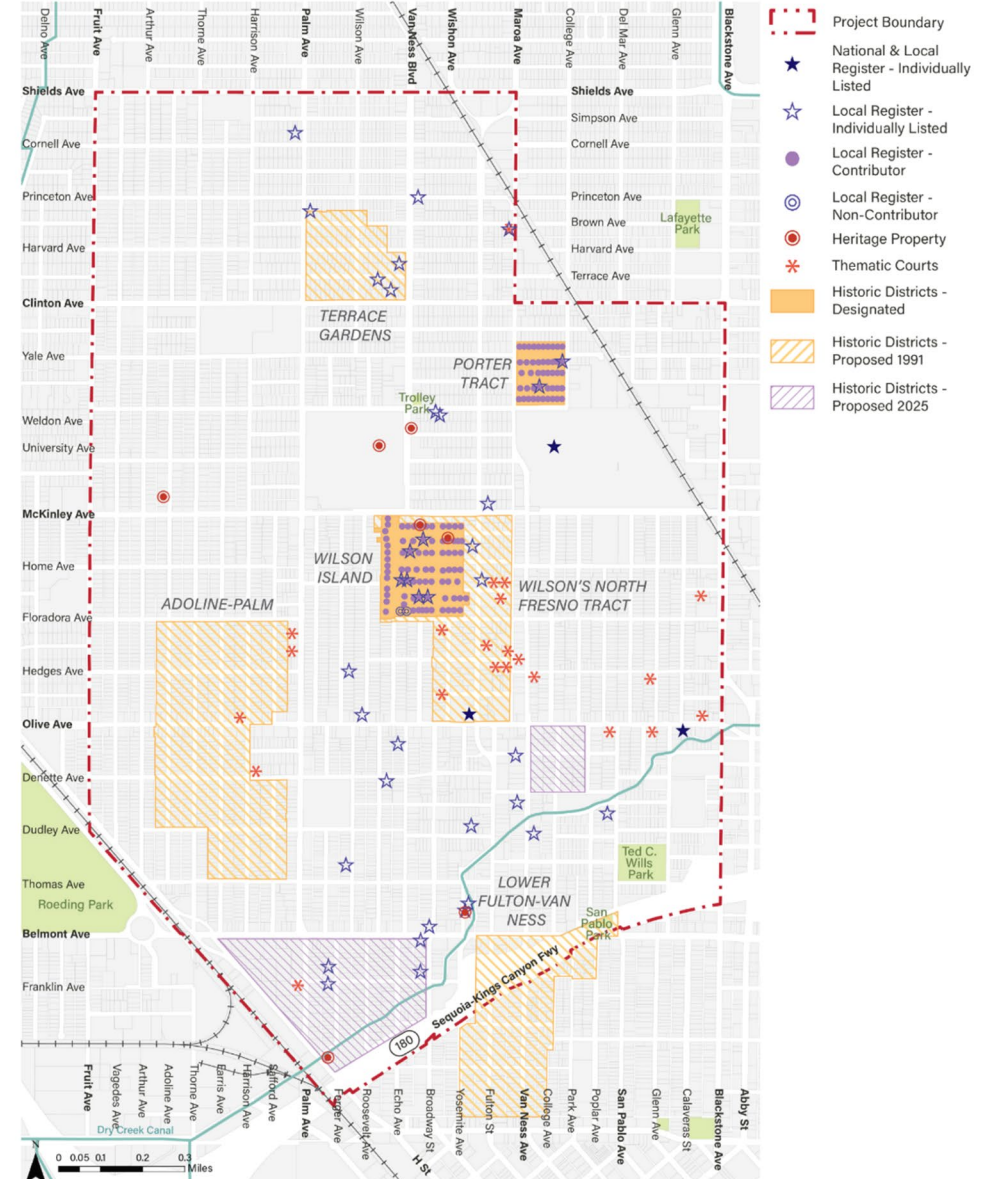 Delno Ave
Fruit Ave
Arthur Ave
Thorne Ave
Harrison Ave
Palm Ave
Wilson Ave
Van Ness Blvd
Wishon Ave
Maroa Ave
College Ave
Del Mar Ave
Glenn Ave
Blackstone Ave
Shields Ave
Cornell Ave
Princeton Ave
Harvard Ave
Clinton Ave
Yale Ave
Weldon Ave
University Ave
McKinley Ave
Home Ave
Floradora Ave
Hedges Ave
Olive Ave
Denette Ave
Dudley Ave
Thomas Ave
Roeding Park
Belmont Ave
Franklin Ave
Shields Ave
Simpson Ave
Cornell Ave
Princeton Ave
Brown Ave
Harvard Ave
Terrace Ave
Lafayette
Park
TERRACE
GARDENS
PORTER
TRACT
Trolley
Park
WILSON
ISLAND
WILSON'S NORTH
FRESNO TRACT
ADOLINE-PALM
Ted C.
Wills
Park
LOWER
FULTON-VAN
NESS
San
Pablo
Park
Sequoia-Kings Canyon Fwy
180
Fruit Ave
Vagedes Ave
Arthur Ave
Adoline Ave
Thorne Ave
Farris Ave
Harrison Ave
Safford Ave
Palm Ave
Ferger Ave
Roosevelt Ave
Echo Ave
Broadway St
Yosemite Ave
Fulton St
Van Ness Ave
College Ave
Park Ave
Poplar Ave
San Pablo Ave
Glenn Ave
Calaveras St
Blackstone Ave
Abby St
H St
Dry Creek Canal
N
0 0.05 0.1 0.2 0.3
Miles
Project Boundary
National & Local
Register - Individually
Listed
Local Register -
Individually Listed
Local Register -
Contributor
Local Register -
Non-Contributor
Heritage Property
Thematic Courts
Historic Districts -
Designated
Historic Districts -
Proposed 1991
Historic Districts -
Proposed 2025